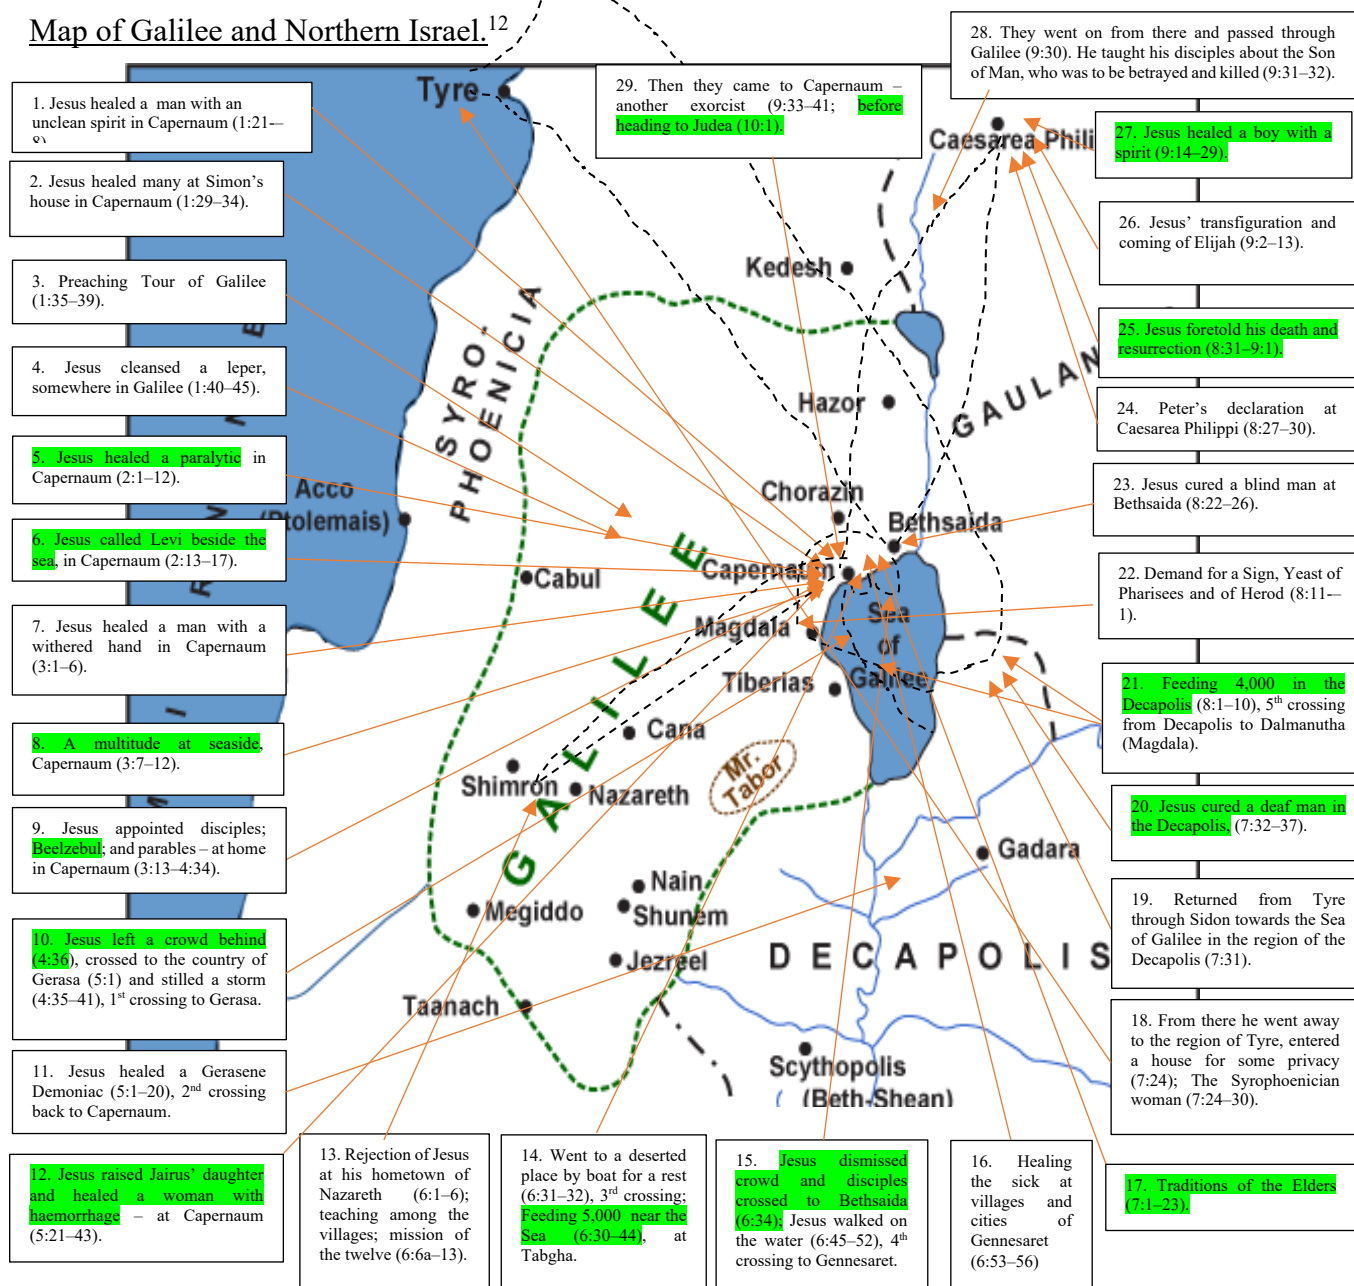 Map of Galilee and Northern Israel.12
1. Jesus healed a man with an
unclean spirit in Capernaum (1:21-–
8)
2. Jesus healed many at Simon’s
house in Capernaum (1:29–34).
3. Preaching Tour of Galilee
(1:35–39).
4. Jesus cleansed a leper,
somewhere in Galilee (1:40–45).
5. Jesus healed a paralytic in
Capernaum (2:1–12).
6. Jesus called Levi beside the
sea, in Capernaum (2:13–17).
7. Jesus healed a man with a
withered hand in Capernaum
(3:1–6).
8. A multitude at seaside,
Capernaum (3:7–12).
9. Jesus appointed disciples;
Beelzebul; and parables – at home
in Capernaum (3:13–4:34).
10. Jesus left a crowd behind
(4:36), crossed to the country of
Gerasa (5:1) and stilled a storm
(4:35–41), 1st crossing to Gerasa.
11. Jesus healed a Gerasene
Demoniac (5:1–20), 2nd crossing
back to Capernaum.
12. Jesus raised Jairus’ daughter
and healed a woman with
haemorrhage – at Capernaum
(5:21–43).
13. Rejection of Jesus
at his hometown of
Nazareth (6:1–6);
teaching among the
villages; mission of
the twelve (6:6a–13).
14. Went to a deserted
place by boat for a rest
(6:31–32), 3rd crossing;
Feeding 5,000 near the
Sea (6:30–44), at
Tabgha.
15. Jesus dismissed
crowd and disciples
crossed to Bethsaida
(6:34); Jesus walked on
the water (6:45–52), 4th
crossing to Gennesaret.
16. Healing
the sick at
villages and
cities of
Gennesaret
(6:53–56)
17. Traditions of the Elders
(7:1–23).
18. From there he went away
to the region of Tyre, entered
a house for some privacy
(7:24); The Syrophoenician
woman (7:24–30).
19. Returned from Tyre
through Sidon towards the Sea
of Galilee in the region of the
Decapolis (7:31).
20. Jesus cured a deaf man in
the Decapolis, (7:32–37).
21. Feeding 4,000 in the
Decapolis (8:1–10), 5th crossing
from Decapolis to Dalmanutha
(Magdala).
22. Demand for a Sign, Yeast of
Pharisees and of Herod (8:11-–
1).
23. Jesus cured a blind man at
Bethsaida (8:22–26).
24. Peter’s declaration at
Caesarea Philippi (8:27–30).
25. Jesus foretold his death and
resurrection (8:31–9:1).
26. Jesus’ transfiguration and
coming of Elijah (9:2–13).
27. Jesus healed a boy with a
spirit (9:14–29).
28. They went on from there and passed through
Galilee (9:30). He taught his disciples about the Son
of Man, who was to be betrayed and killed (9:31–32).
29. Then they came to Capernaum –
another exorcist (9:33–41; before
heading to Judea (10:1).
Tyre
Caesarea Phili
Kedesh
SYRO-
PHOENICIA
Hazor
GAULAN
Chorazin
Bethsaida
Acco
(Ptolemais)
Cabul
Capernaum
Magdala
Sea
of
Galilee
Tiberias
GALILEE
Cana
Mr.
Tabor
Shimron
Nazareth
Gadara
Nain
Shunem
Megiddo
Jezreel
DECAPOLIS
Taanach
Scythopolis
(Beth-Shean)